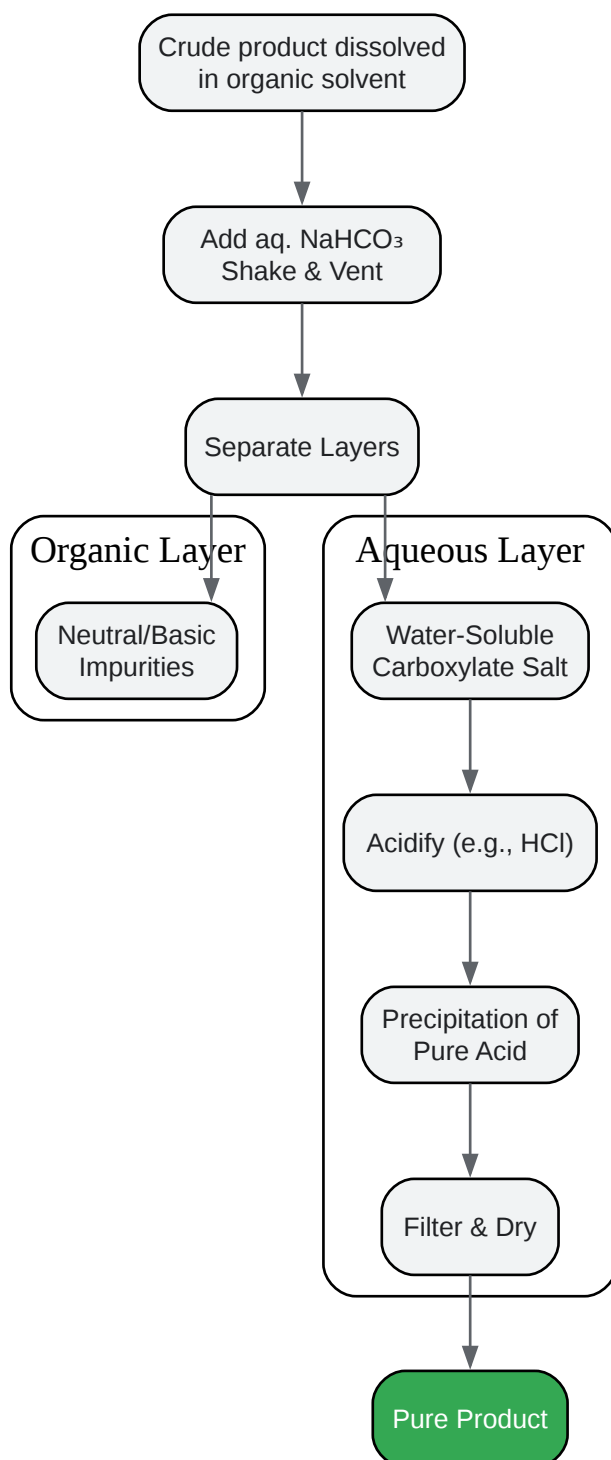 Crude product dissolved
in organic solvent
Add aq. NaHCO₃
Shake & Vent
Separate Layers
Organic Layer
Neutral/Basic
Impurities
Aqueous Layer
Water-Soluble
Carboxylate Salt
Acidify (e.g., HCl)
Precipitation of
Pure Acid
Filter & Dry
Pure Product